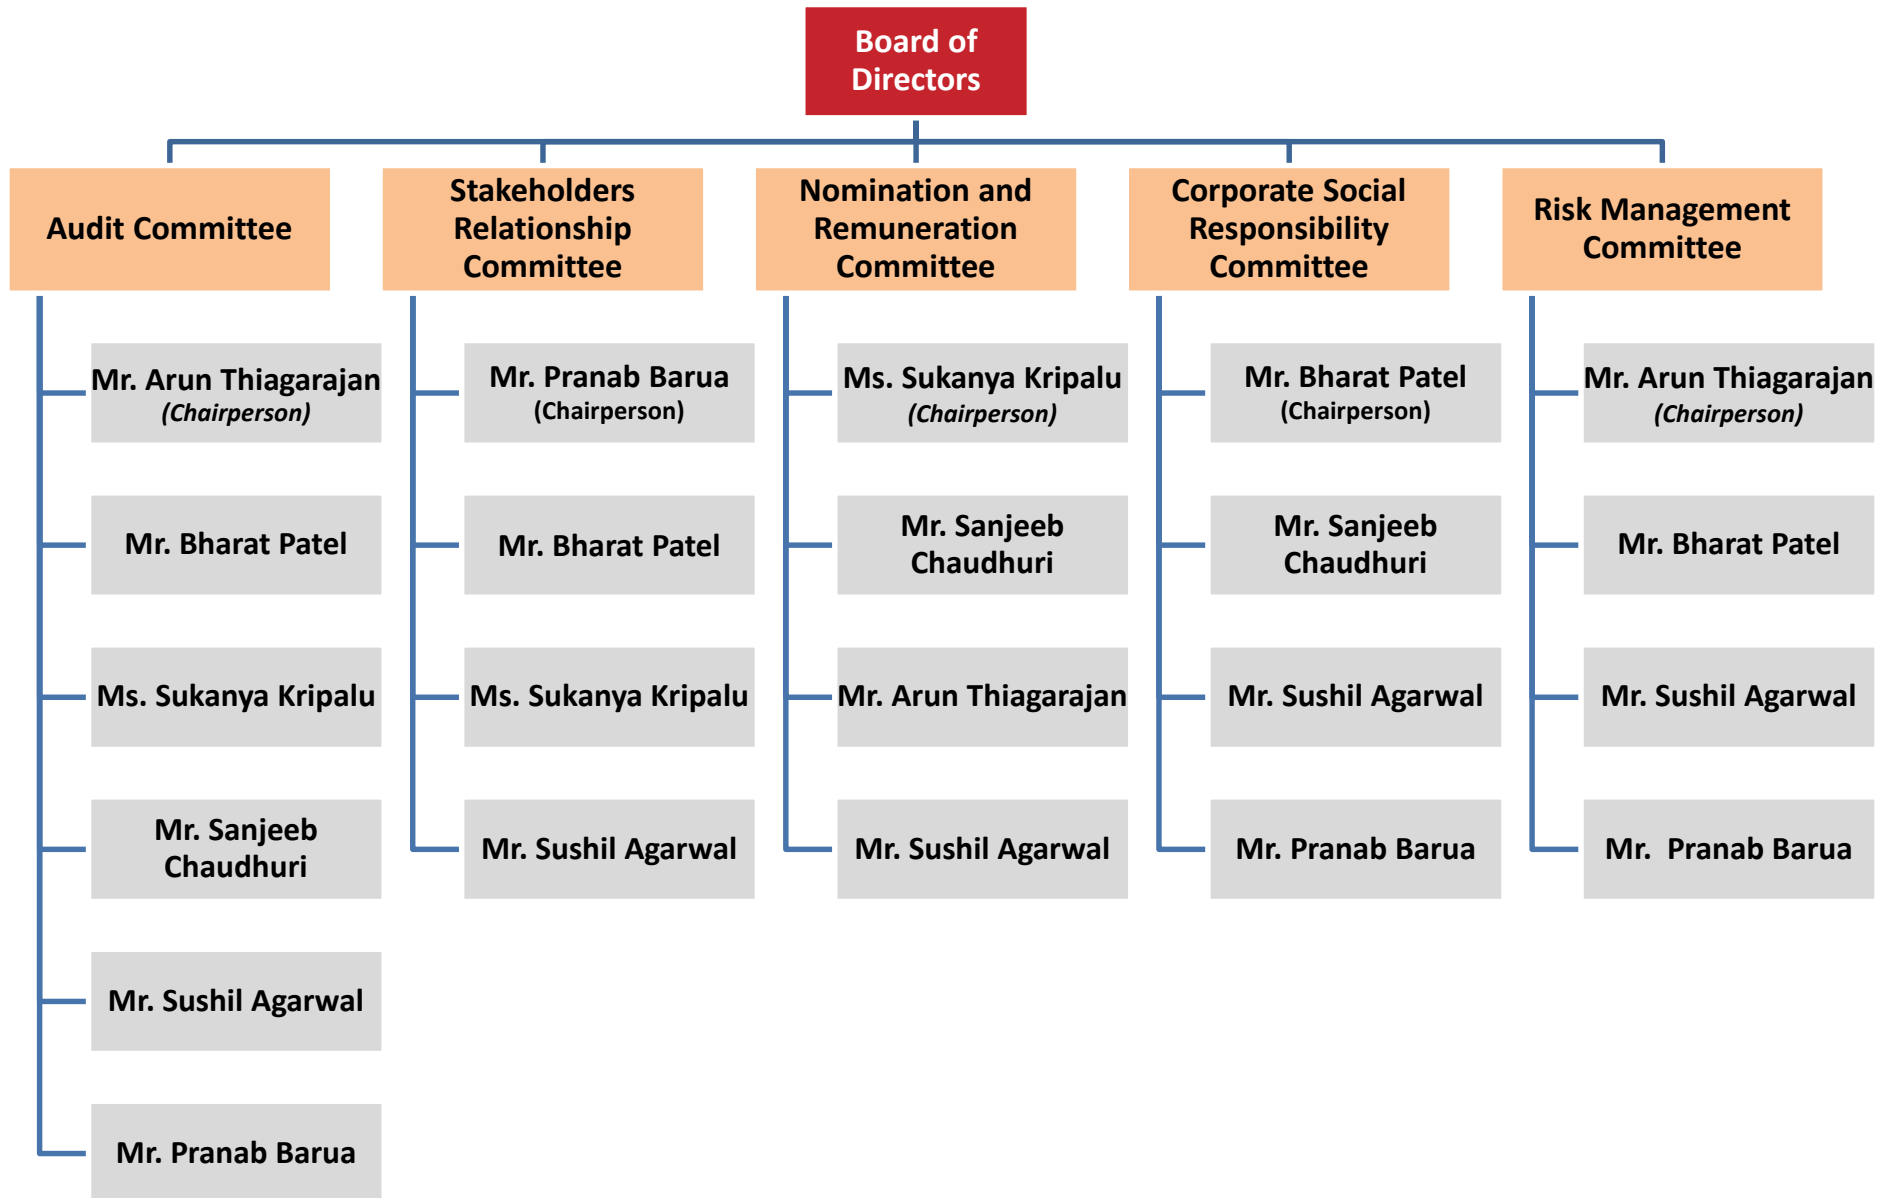 Board of
Directors
Audit Committee
Stakeholders
Relationship
Committee
Nomination and
Remuneration
Committee
Corporate Social
Responsibility
Committee
Risk Management
Committee
Mr. Arun Thiagarajan
(Chairperson)
Mr. Bharat Patel
Ms. Sukanya Kripalu
Mr. Sanjeeb
Chaudhuri
Mr. Sushil Agarwal
Mr. Pranab Barua
Mr. Pranab Barua
(Chairperson)
Mr. Bharat Patel
Ms. Sukanya Kripalu
Mr. Sushil Agarwal
Ms. Sukanya Kripalu
(Chairperson)
Mr. Sanjeeb
Chaudhuri
Mr. Arun Thiagarajan
Mr. Sushil Agarwal
Mr. Bharat Patel
(Chairperson)
Mr. Sanjeeb
Chaudhuri
Mr. Sushil Agarwal
Mr. Pranab Barua
Mr. Arun Thiagarajan
(Chairperson)
Mr. Bharat Patel
Mr. Sushil Agarwal
Mr.  Pranab Barua